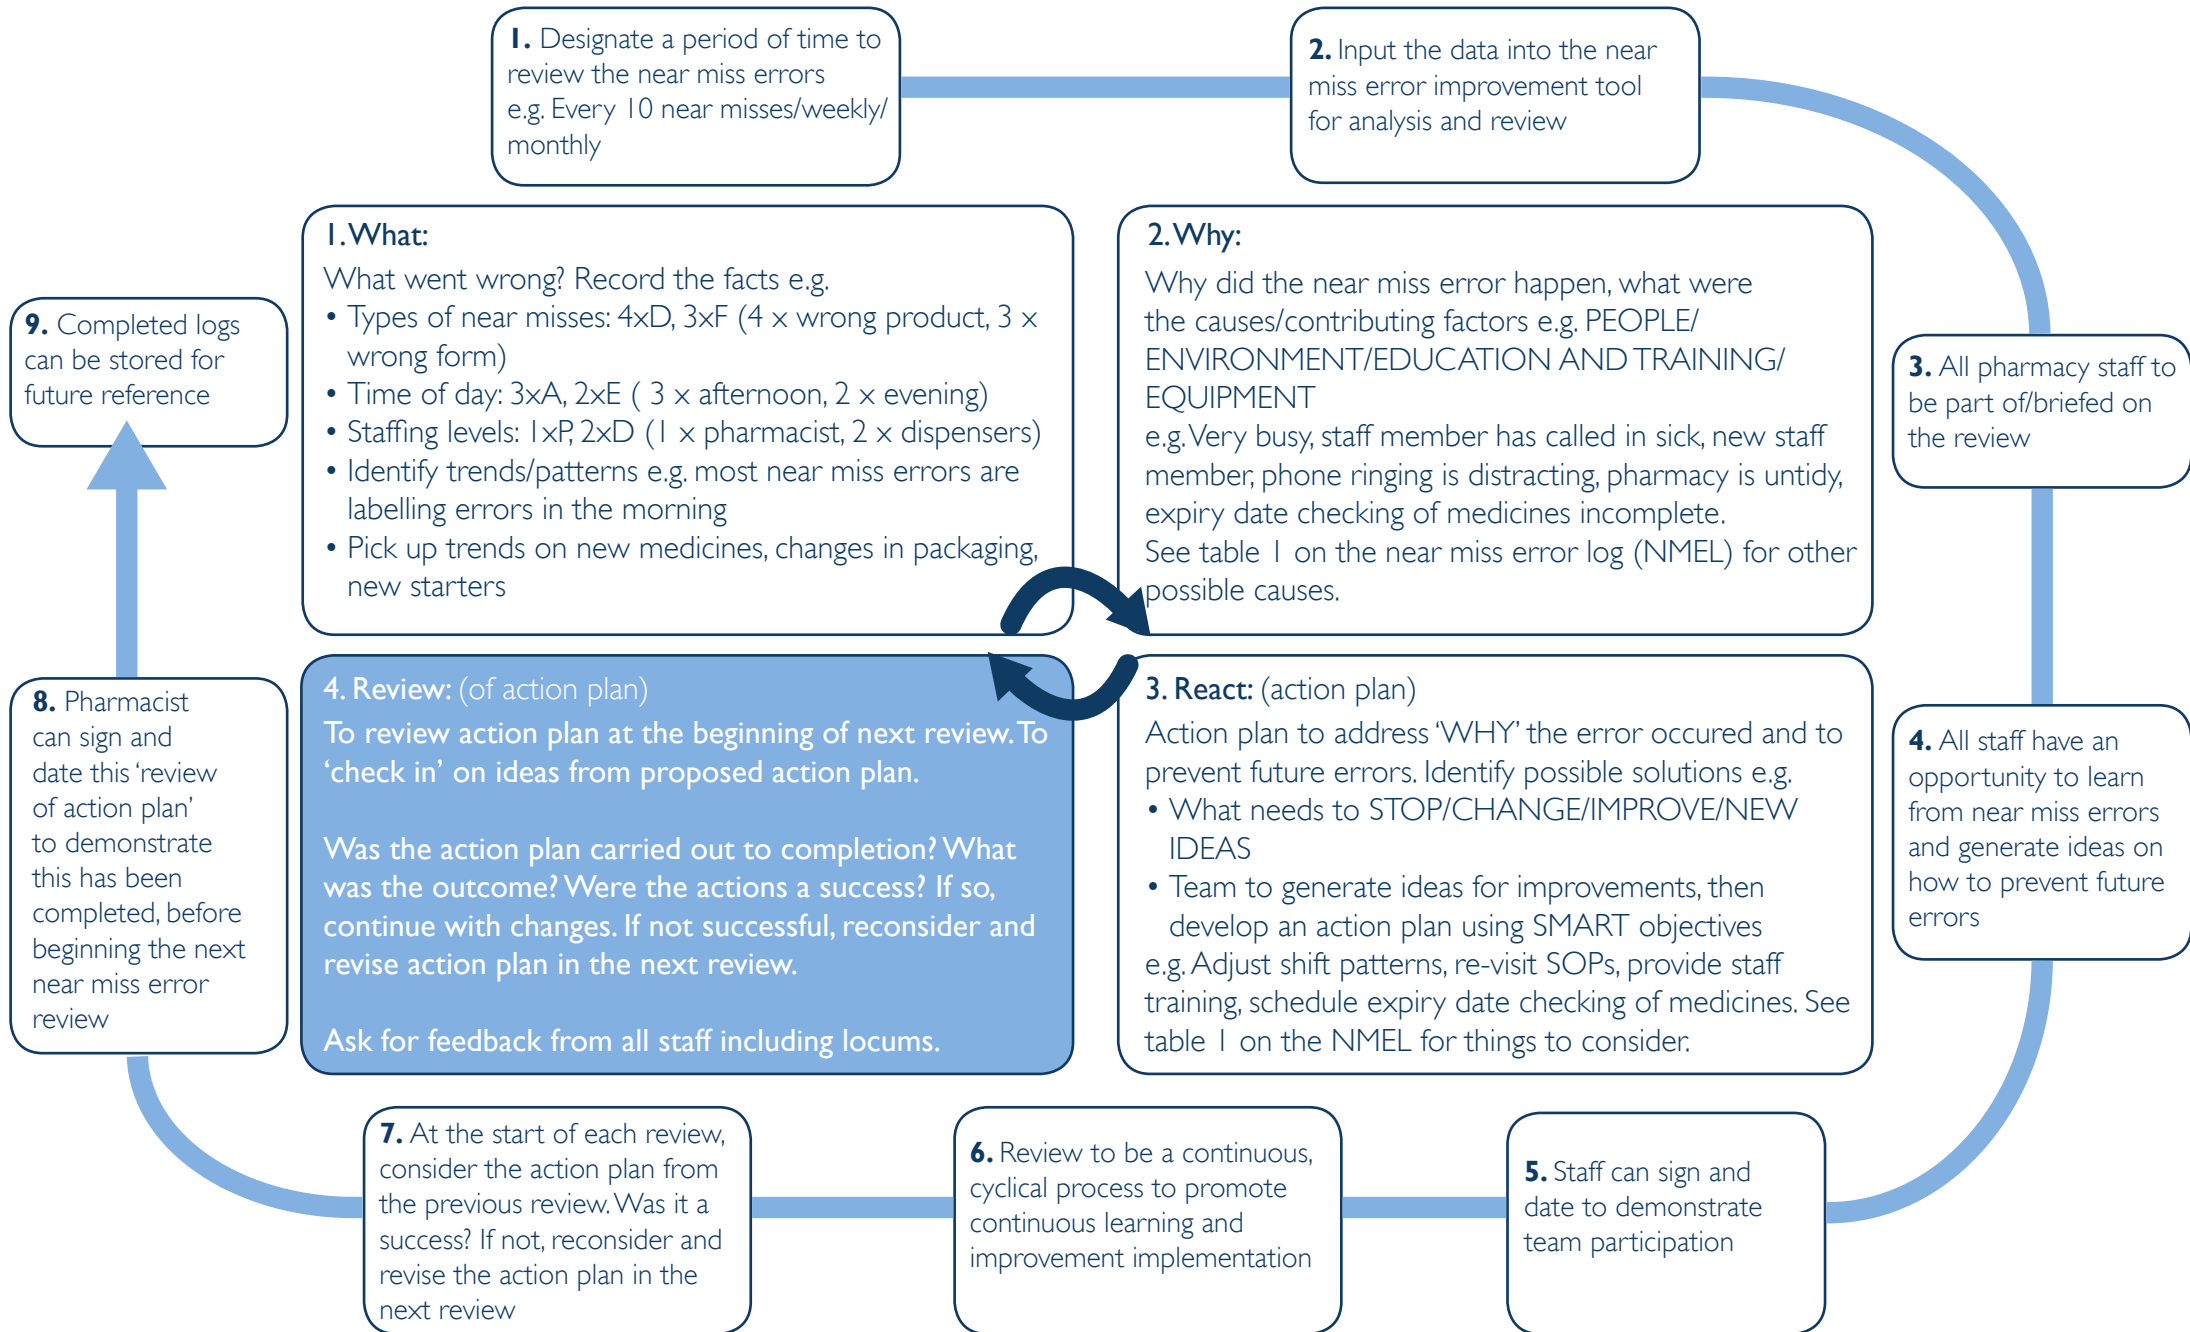 1. Designate a period of time to
review the near miss errors
e.g. Every 10 near misses/weekly/
monthly
2. Input the data into the near
miss error improvement tool
for analysis and review
1. What:
What went wrong? Record the facts e.g.
• Types of near misses: 4xD, 3xF (4 x wrong product, 3 x
wrong form)
• Time of day: 3xA, 2xE ( 3 x afternoon, 2 x evening)
• Staffing levels: 1xP, 2xD (1 x pharmacist, 2 x dispensers)
• Identify trends/patterns e.g. most near miss errors are
labelling errors in the morning
• Pick up trends on new medicines, changes in packaging,
new starters
2. Why:
Why did the near miss error happen, what were
the causes/contributing factors e.g. PEOPLE/
ENVIRONMENT/EDUCATION AND TRAINING/
EQUIPMENT
e.g. Very busy, staff member has called in sick, new staff
member, phone ringing is distracting, pharmacy is untidy,
expiry date checking of medicines incomplete.
See table 1 on the near miss error log (NMEL) for other
possible causes.
3. All pharmacy staff to
be part of/briefed on
the review
3. React: (action plan)
Action plan to address ‘WHY’ the error occured and to
prevent future errors. Identify possible solutions e.g.
• What needs to STOP/CHANGE/IMPROVE/NEW
IDEAS
• Team to generate ideas for improvements, then
develop an action plan using SMART objectives
e.g. Adjust shift patterns, re-visit SOPs, provide staff
training, schedule expiry date checking of medicines. See
table 1 on the NMEL for things to consider.
4. All staff have an
opportunity to learn
from near miss errors
and generate ideas on
how to prevent future
errors
4. Review: (of action plan)
To review action plan at the beginning of next review. To
‘check in’ on ideas from proposed action plan.
Was the action plan carried out to completion? What
was the outcome? Were the actions a success? If so,
continue with changes. If not successful, reconsider and
revise action plan in the next review.
Ask for feedback from all staff including locums.
5. Staff can sign and
date to demonstrate
team participation
6. Review to be a continuous,
cyclical process to promote
continuous learning and
improvement implementation
7. At the start of each review,
consider the action plan from
the previous review. Was it a
success? If not, reconsider and
revise the action plan in the
next review
8. Pharmacist
can sign and
date this ‘review
of action plan’
to demonstrate
this has been
completed, before
beginning the next
near miss error
review
9. Completed logs
can be stored for
future reference